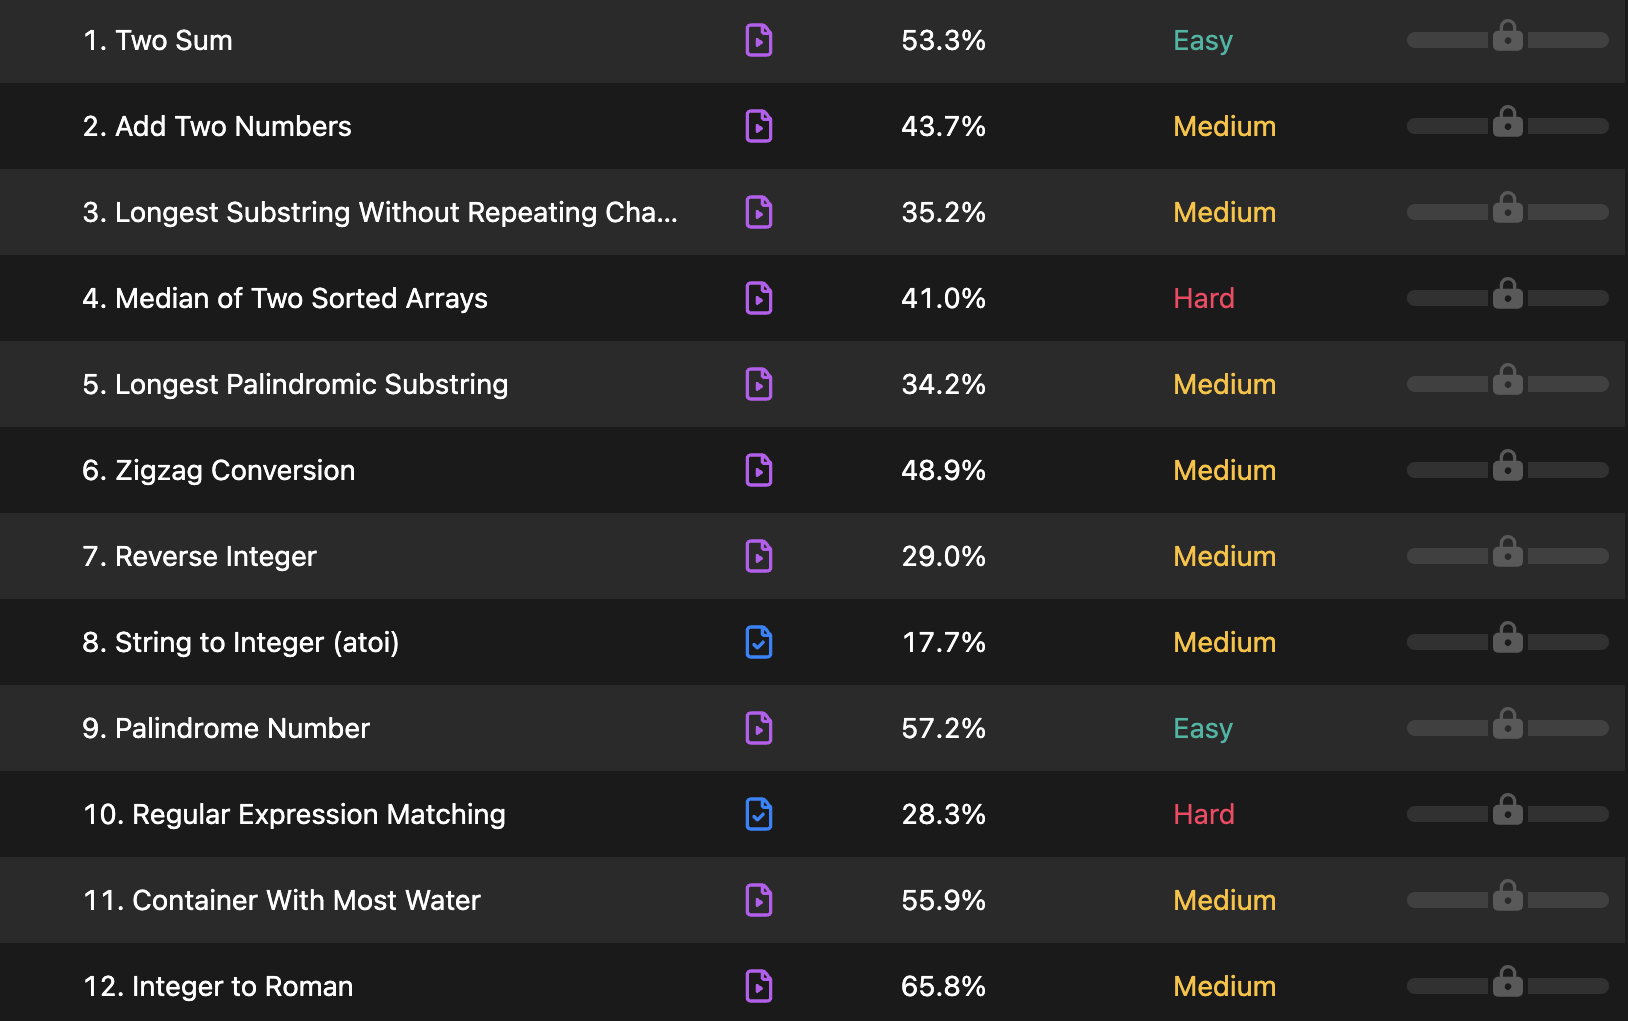 1. Two Sum 53.3% Easy
2. Add Two Numbers 43.7% Medium
3. Longest Substring Without Repeating Cha... 35.2% Medium
4. Median of Two Sorted Arrays 41.0% Hard
5. Longest Palindromic Substring 34.2% Medium
6. Zigzag Conversion 48.9% Medium
7. Reverse Integer 29.0% Medium
8. String to Integer (atoi) 17.7% Medium
9. Palindrome Number 57.2% Easy
10. Regular Expression Matching 28.3% Hard
11. Container With Most Water 55.9% Medium
12. Integer to Roman 65.8% Medium